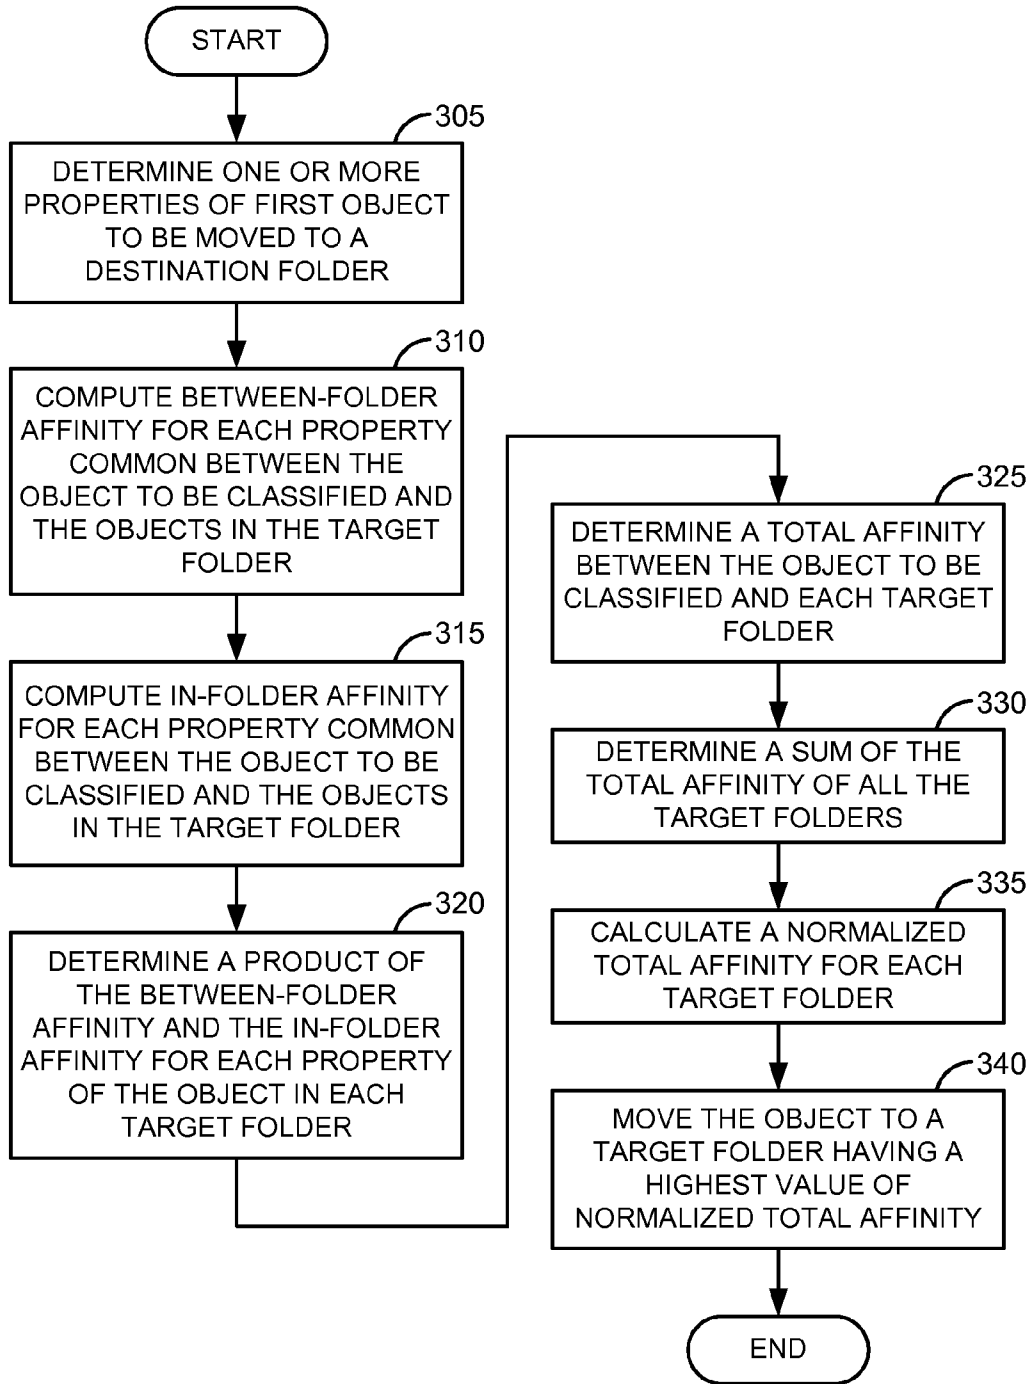 START
305
DETERMINE ONE OR MORE
PROPERTIES OF FIRST OBJECT
TO BE MOVED TO A
DESTINATION FOLDER
310
COMPUTE BETWEEN-FOLDER
AFFINITY FOR EACH PROPERTY
COMMON BETWEEN THE
OBJECT TO BE CLASSIFIED AND
THE OBJECTS IN THE TARGET
FOLDER
315
COMPUTE IN-FOLDER AFFINITY
FOR EACH PROPERTY COMMON
BETWEEN THE OBJECT TO BE
CLASSIFIED AND THE OBJECTS
IN THE TARGET FOLDER
320
DETERMINE A PRODUCT OF
THE BETWEEN-FOLDER
AFFINITY AND THE IN-FOLDER
AFFINITY FOR EACH PROPERTY
OF THE OBJECT IN EACH
TARGET FOLDER
325
DETERMINE A TOTAL AFFINITY
BETWEEN THE OBJECT TO BE
CLASSIFIED AND EACH TARGET
FOLDER
330
DETERMINE A SUM OF THE
TOTAL AFFINITY OF ALL THE
TARGET FOLDERS
335
CALCULATE A NORMALIZED
TOTAL AFFINITY FOR EACH
TARGET FOLDER
340
MOVE THE OBJECT TO A
TARGET FOLDER HAVING A
HIGHEST VALUE OF
NORMALIZED TOTAL AFFINITY
END